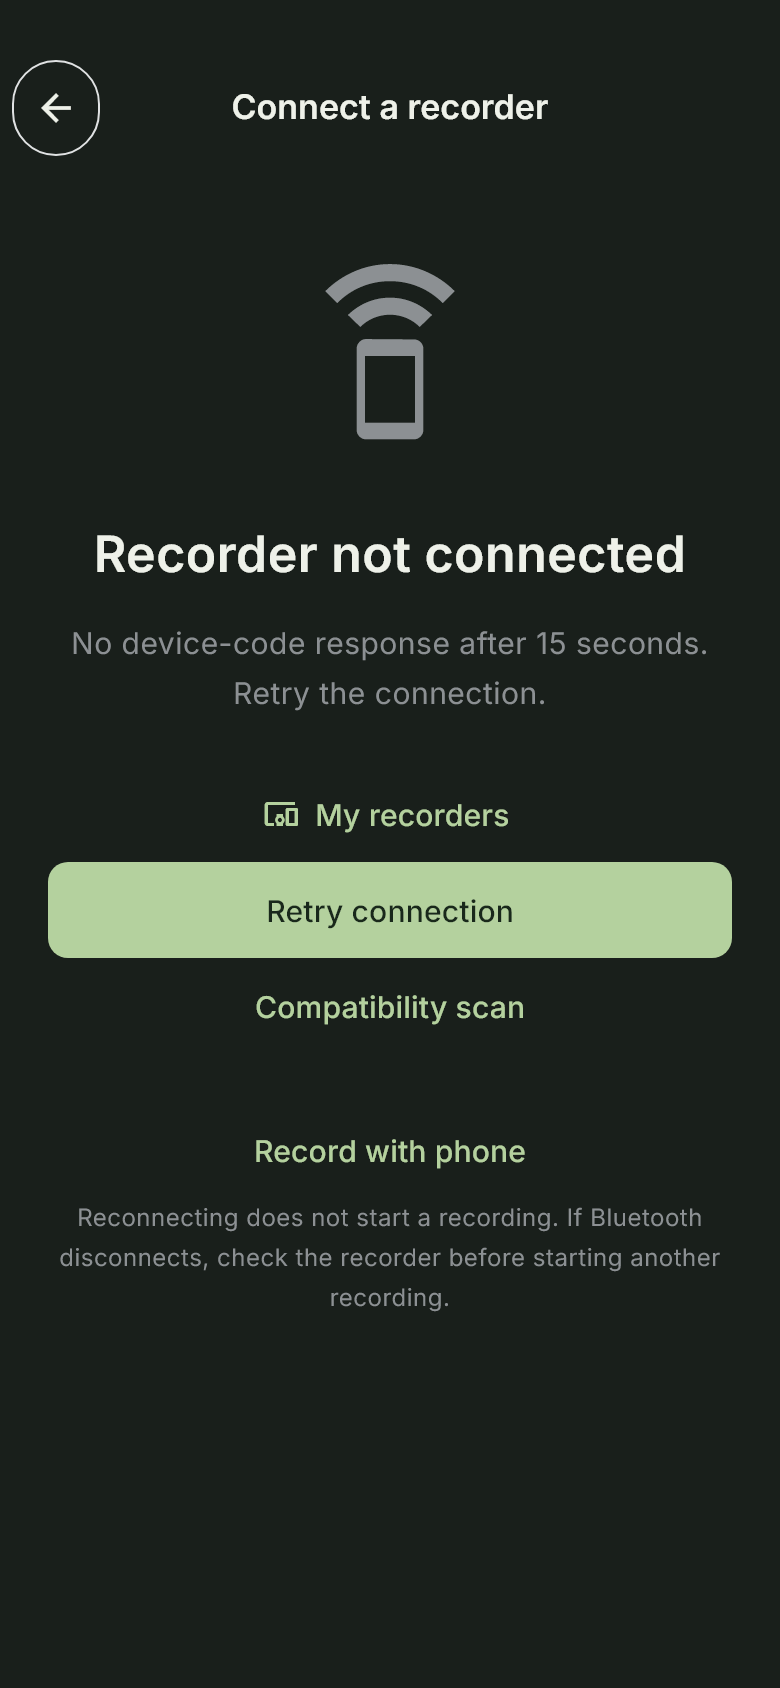 Connect a recorder
Recorder not connected
No device-code response after 15 seconds.
Retry the connection.
My recorders
Retry connection
Compatibility scan
Record with phone
Reconnecting does not start a recording. If Bluetooth
disconnects, check the recorder before starting another
recording.